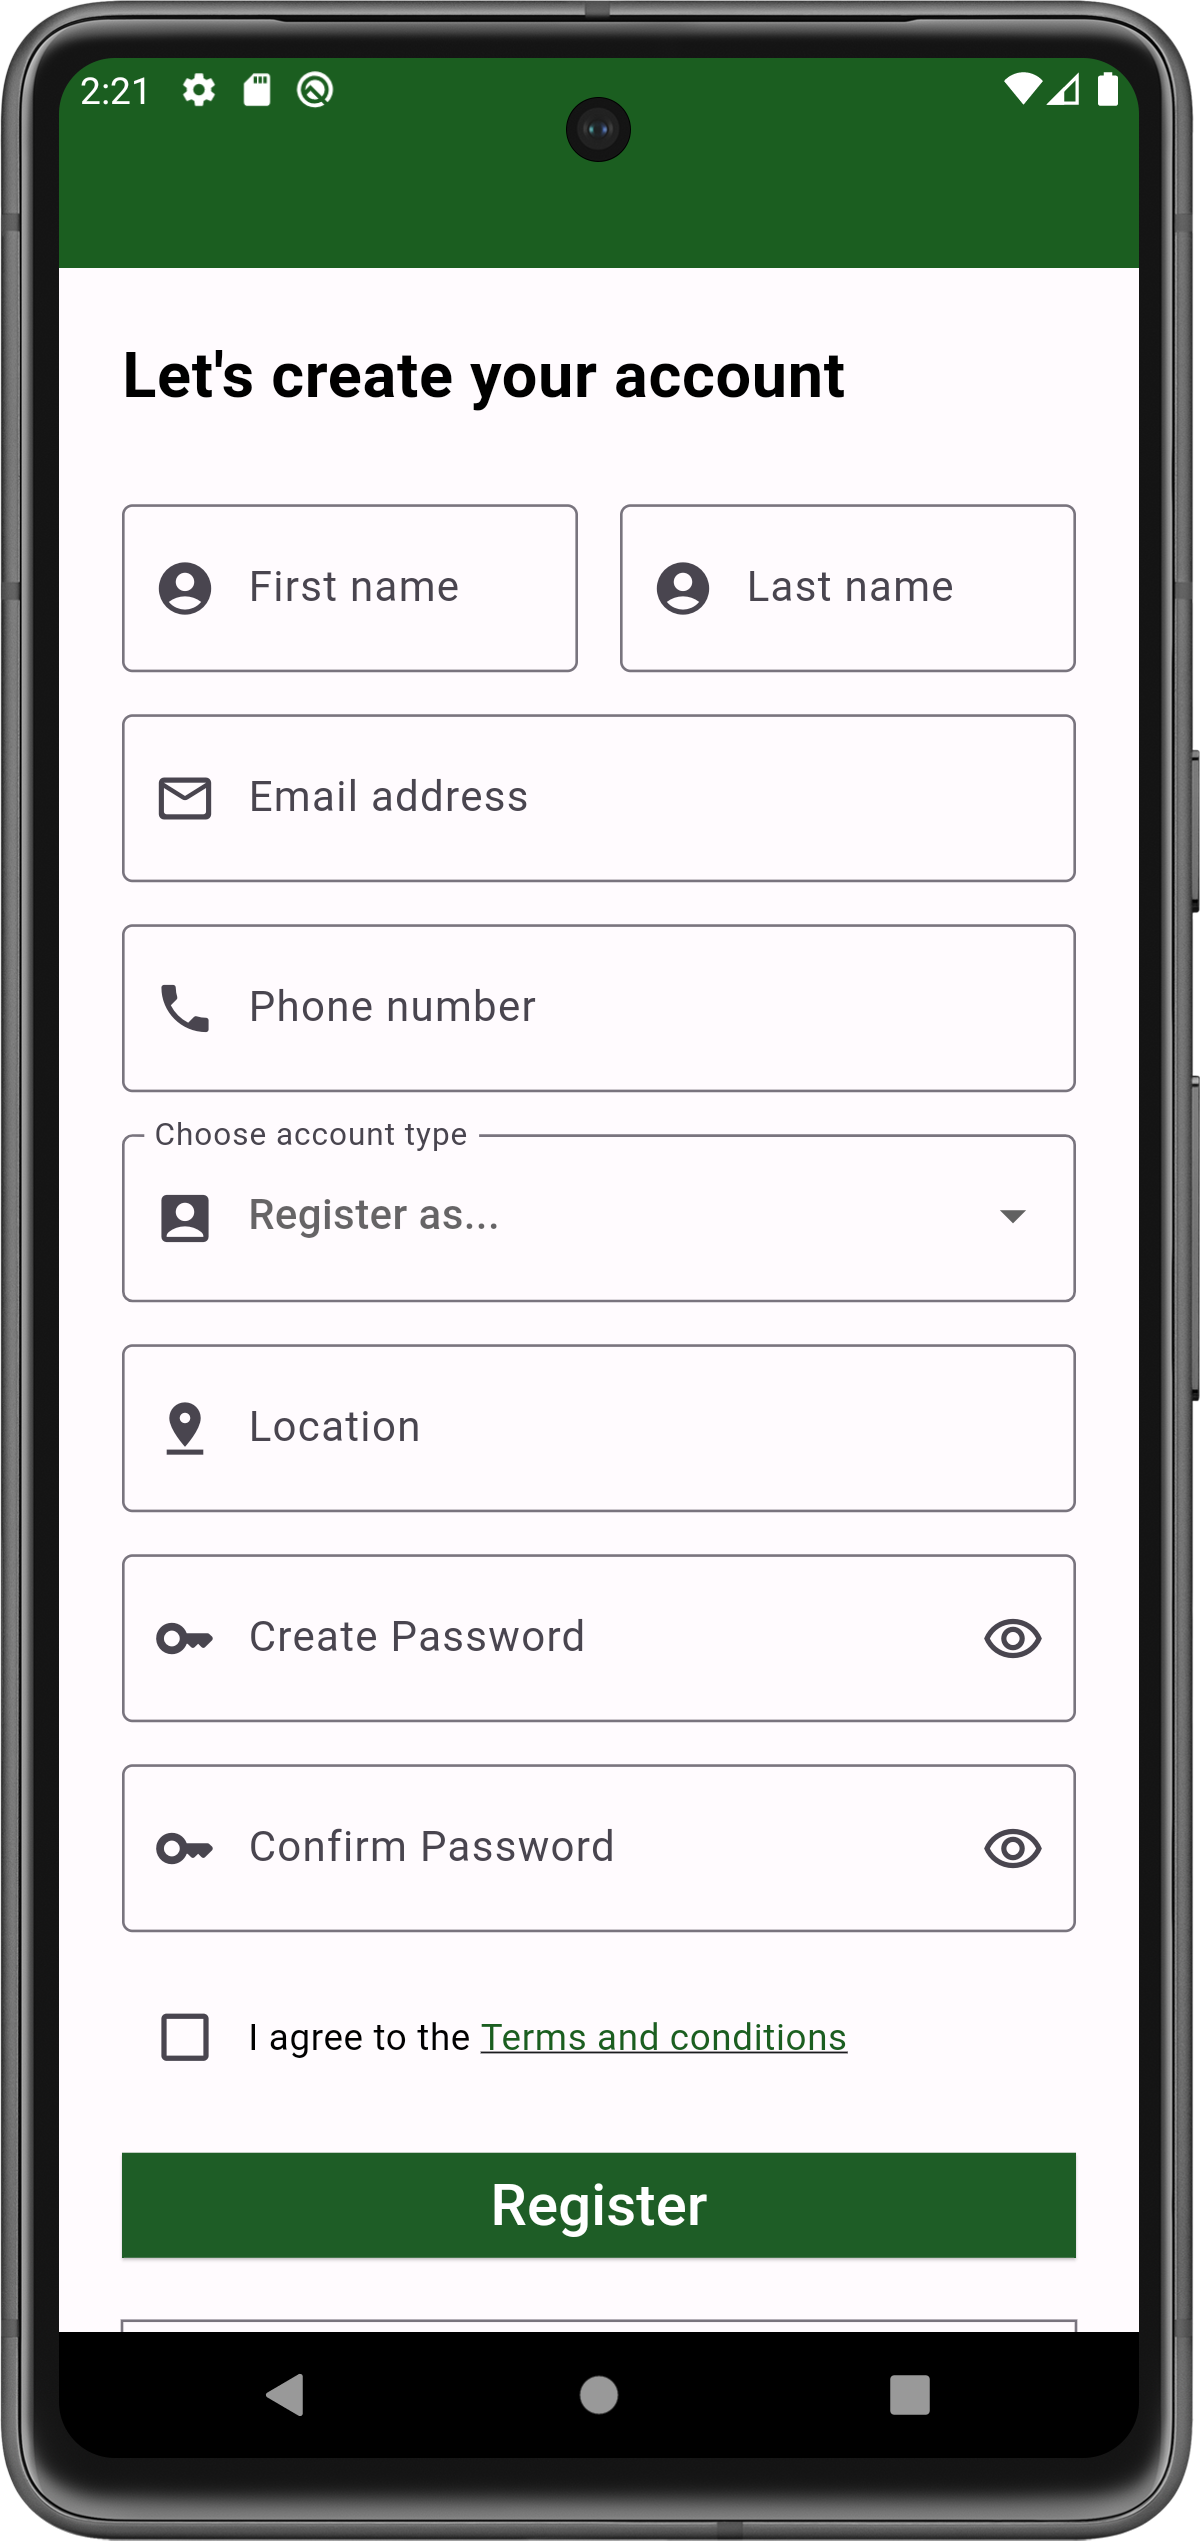 2:21
Let's create your account
First name
Last name
Email address
Phone number
Choose account type
Register as...
Location
Create Password
Confirm Password
I agree to the Terms and conditions
Register